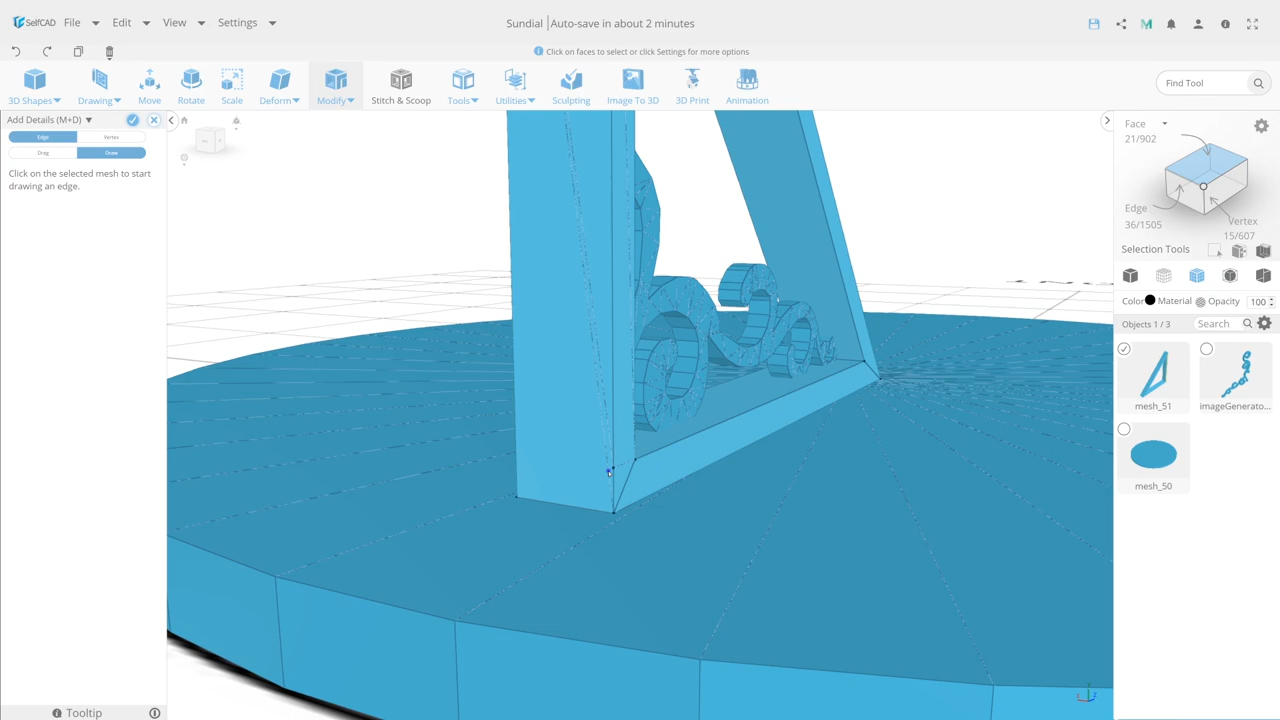 SelfCAD File Edit View Settings Sundial Auto-save in about 2 minutes
Click on faces to select or click Settings for more options
3D Shapes Drawing Move Rotate Scale Deform Modify Stitch & Scoop Tools Utilities Sculpting Image To 3D 3D Print Animation Find Tool
Add Details (M+D)
Edge Vertex
Drag Draw
Click on the selected mesh to start
drawing an edge.
Face
21/902
Edge
36/1505
Vertex
15/607
Selection Tools
Color Material Opacity 100
Objects 1 / 3 Search
mesh_51 imageGenerato...
mesh_50
Tooltip